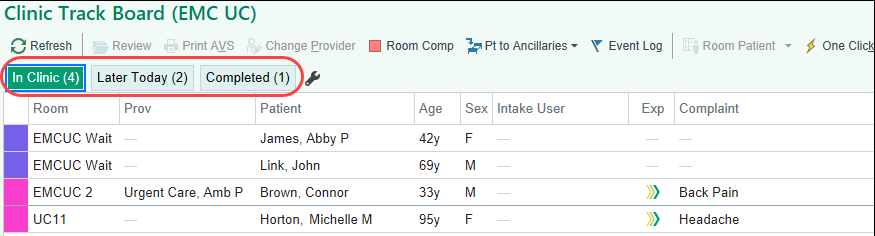 Clinic Track Board (EMC UC)
Refresh Review Print AVS Change Provider Room Comp Pt to Ancillaries Event Log Room Patient One Click
In Clinic (4) Later Today (2) Completed (1)
Room Prov Patient Age Sex Intake User Exp Complaint
EMCUC Wait — James, Abby P 42y F — — —
EMCUC Wait — Link, John 69y M — — —
EMCUC 2 Urgent Care, Amb P Brown, Connor 33y M — Back Pain
UC11 — Horton, Michelle M 95y F — Headache